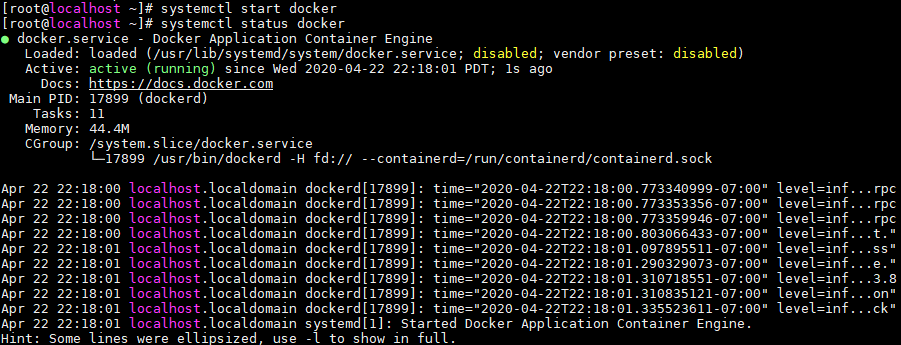 [root@localhost ~]# systemctl start docker
[root@localhost ~]# systemctl status docker
● docker.service - Docker Application Container Engine
   Loaded: loaded (/usr/lib/systemd/system/docker.service; disabled; vendor preset: disabled)
   Active: active (running) since Wed 2020-04-22 22:18:01 PDT; 1s ago
     Docs: https://docs.docker.com
 Main PID: 17899 (dockerd)
    Tasks: 11
   Memory: 44.4M
   CGroup: /system.slice/docker.service
           └─17899 /usr/bin/dockerd -H fd:// --containerd=/run/containerd/containerd.sock

Apr 22 22:18:00 localhost.localdomain dockerd[17899]: time="2020-04-22T22:18:00.773340999-07:00" level=inf...rpc
Apr 22 22:18:00 localhost.localdomain dockerd[17899]: time="2020-04-22T22:18:00.773353356-07:00" level=inf...rpc
Apr 22 22:18:00 localhost.localdomain dockerd[17899]: time="2020-04-22T22:18:00.773359946-07:00" level=inf...rpc
Apr 22 22:18:00 localhost.localdomain dockerd[17899]: time="2020-04-22T22:18:00.803066433-07:00" level=inf...t."
Apr 22 22:18:01 localhost.localdomain dockerd[17899]: time="2020-04-22T22:18:01.097895511-07:00" level=inf...ss"
Apr 22 22:18:01 localhost.localdomain dockerd[17899]: time="2020-04-22T22:18:01.290329073-07:00" level=inf...e."
Apr 22 22:18:01 localhost.localdomain dockerd[17899]: time="2020-04-22T22:18:01.310718551-07:00" level=inf...3.8
Apr 22 22:18:01 localhost.localdomain dockerd[17899]: time="2020-04-22T22:18:01.310835121-07:00" level=inf...on"
Apr 22 22:18:01 localhost.localdomain dockerd[17899]: time="2020-04-22T22:18:01.335523611-07:00" level=inf...ck"
Apr 22 22:18:01 localhost.localdomain systemd[1]: Started Docker Application Container Engine.
Hint: Some lines were ellipsized, use -l to show in full.